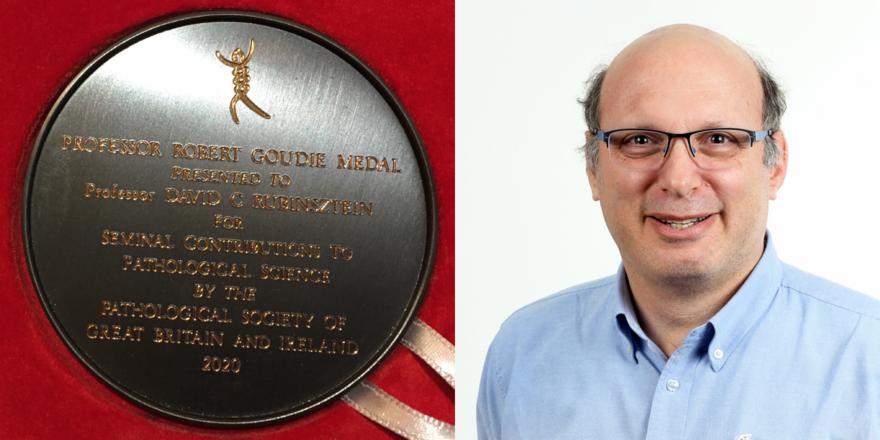 PROFESSOR ROBERT GOUDIE MEDAL
PRESENTED TO
Professor DAVID C RUBINSZTEIN
FOR
SEMINAL CONTRIBUTIONS TO
PATHOLOGICAL SCIENCE
BY THE
PATHOLOGICAL SOCIETY OF
GREAT BRITAIN AND IRELAND
2020